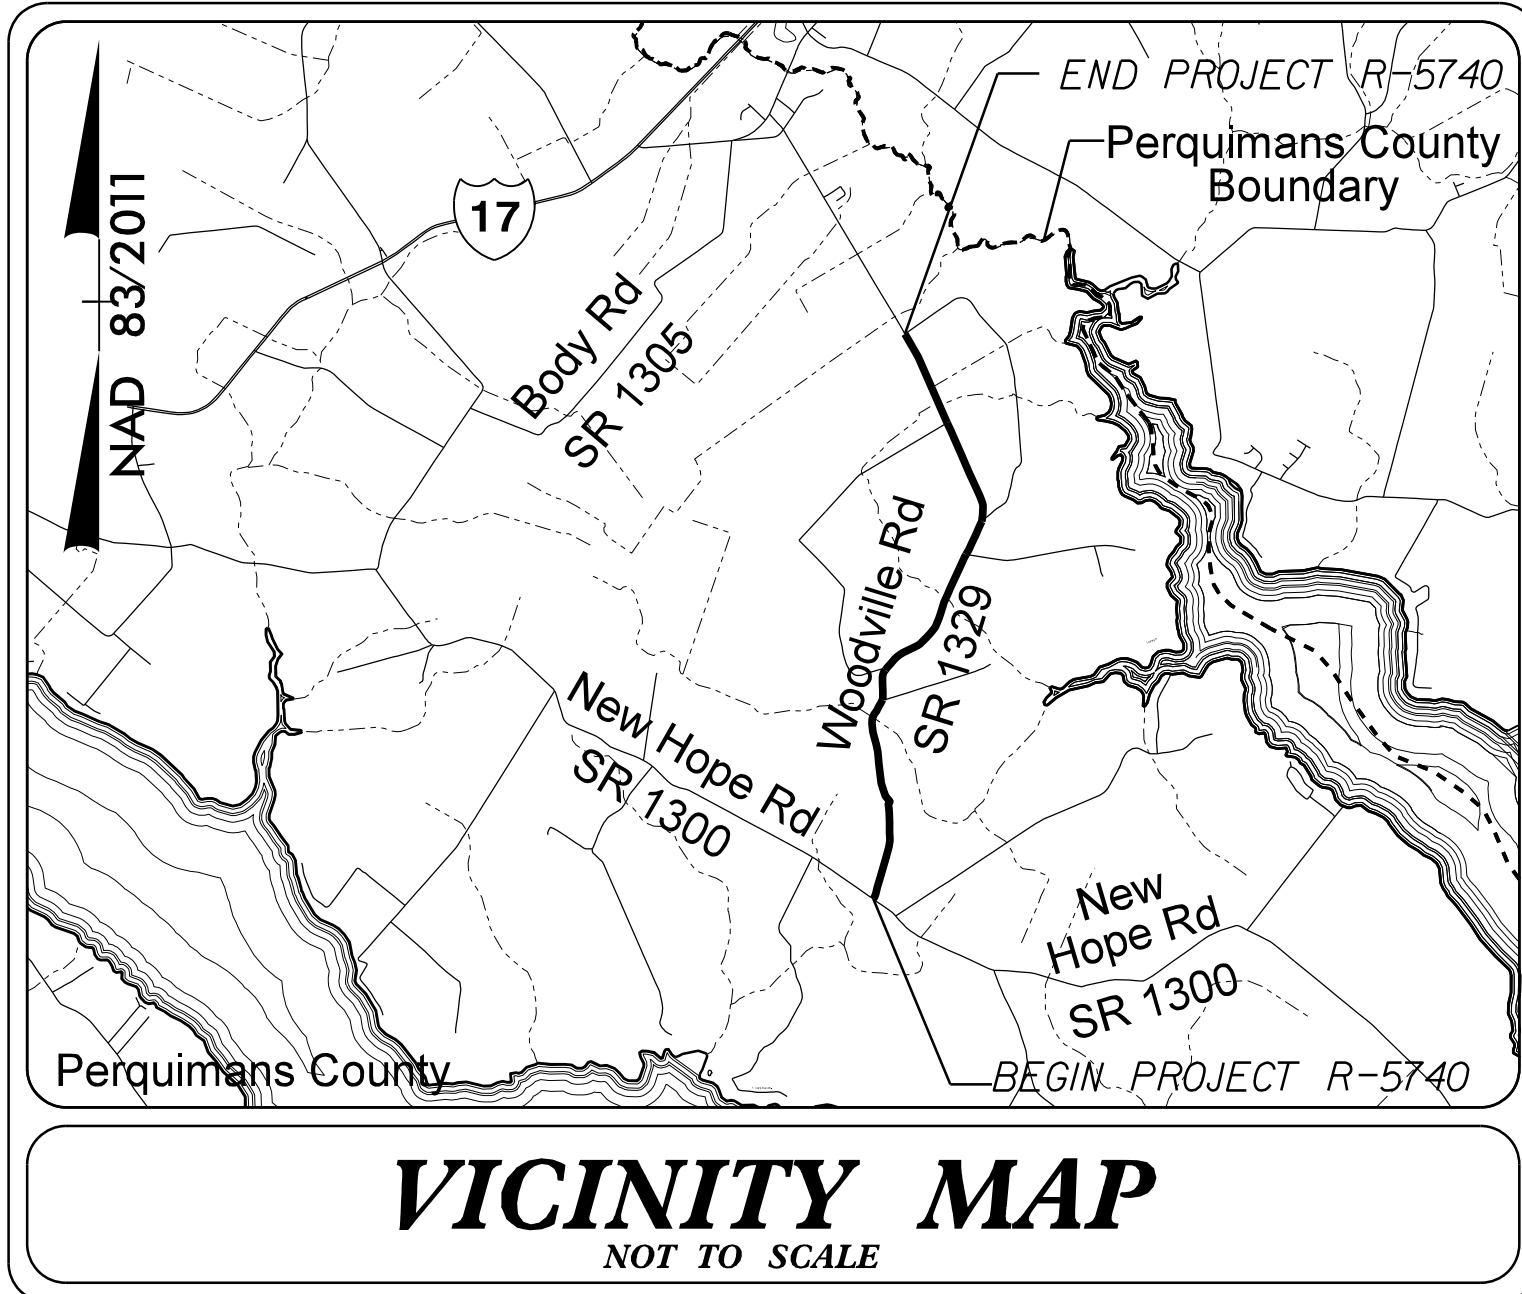 END PROJECT R-5740
Perquimans County
Boundary
NAD 83/2011
17
Body Rd
SR 1305
Woodville Rd
SR 1329
New Hope Rd
SR 1300
New
Hope Rd
SR 1300
Perquimans County
BEGIN PROJECT R-5740
VICINITY MAP
NOT TO SCALE